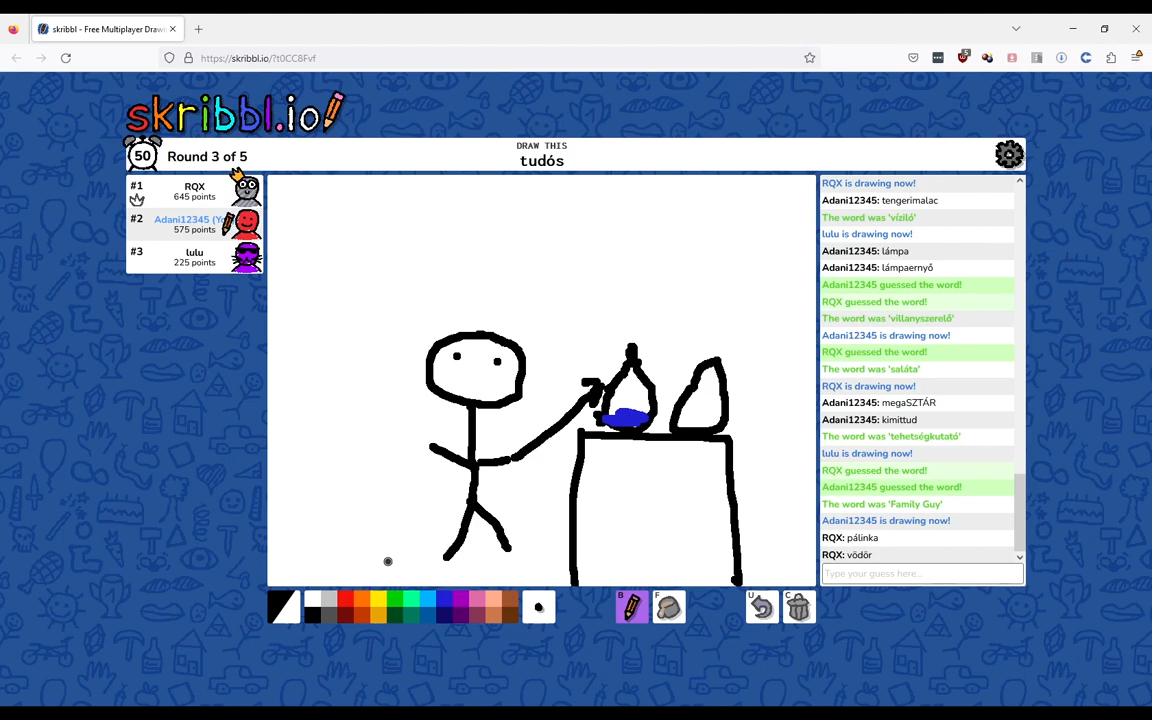 skribbl - Free Multiplayer Drawi
https://skribbl.io/?t0CC8Fvf
5
skribbl.io
50
Round 3 of 5
DRAW THIS
tudós
#1
RQX
645 points
#2
Adani12345 (Yo
575 points
#3
lulu
225 points
RQX is drawing now!
Adani12345: tengerimalac
The word was 'víziló'
lulu is drawing now!
Adani12345: lámpa
Adani12345: lámpaernyő
Adani12345 guessed the word!
RQX guessed the word!
The word was 'villanyszerelő'
Adani12345 is drawing now!
RQX guessed the word!
The word was 'saláta'
RQX is drawing now!
Adani12345: megaSZTÁR
Adani12345: kimittud
The word was 'tehetségkutató'
lulu is drawing now!
RQX guessed the word!
Adani12345 guessed the word!
The word was 'Family Guy'
Adani12345 is drawing now!
RQX: pálinka
RQX: vödör
Type your guess here...
B
F
U
C